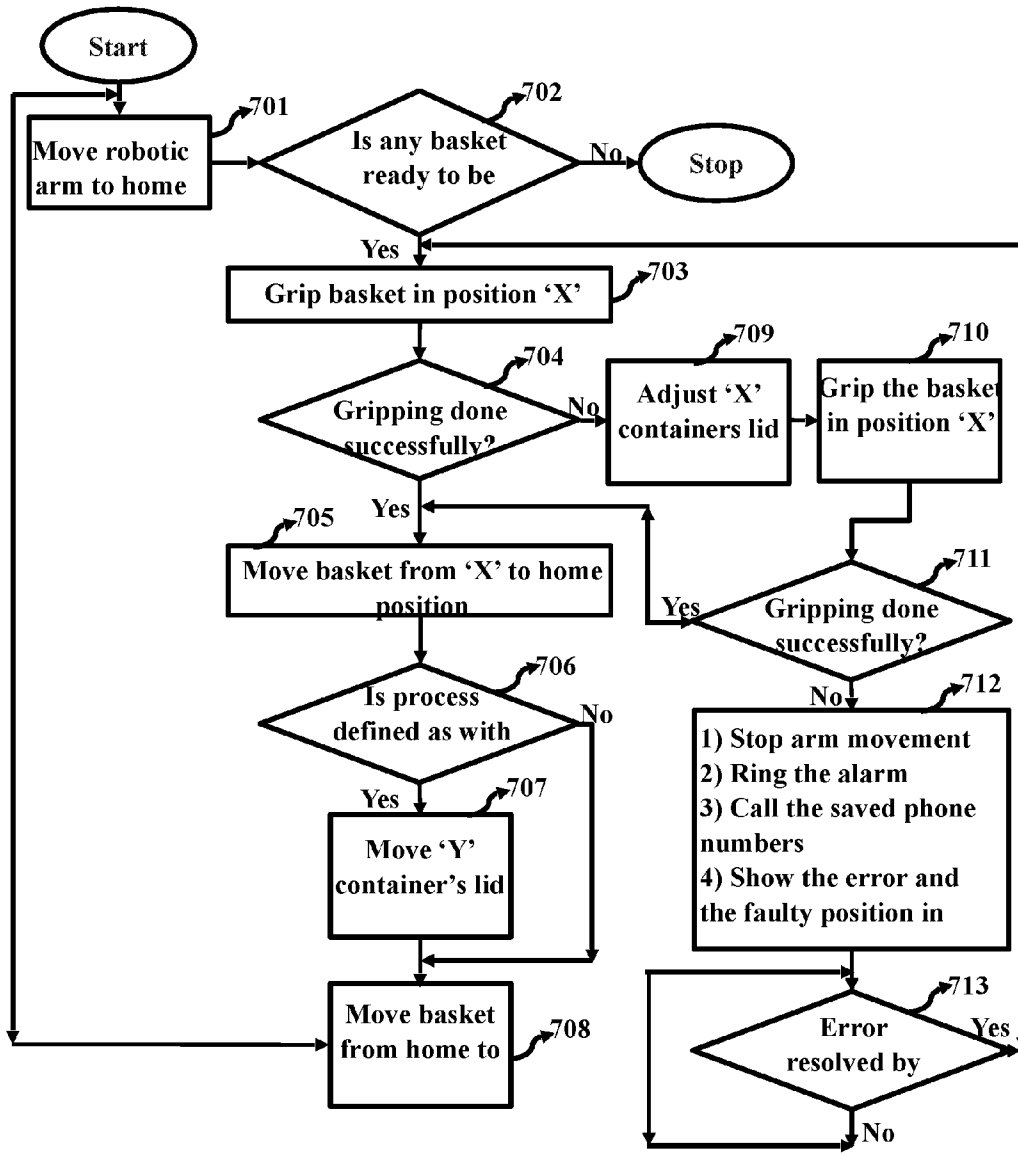 Start
701
Move robotic
arm to home
702
Is any basket
ready to be
No
Stop
Yes
703
Grip basket in position ‘X’
704
Gripping done
successfully?
No
709
Adjust ‘X’
containers lid
710
Grip the basket
in position ‘X’
Yes
705
Move basket from ‘X’ to home
position
711
Gripping done
successfully?
Yes
706
Is process
defined as with
No
No
712
1) Stop arm movement
2) Ring the alarm
3) Call the saved phone
numbers
4) Show the error and
the faulty position in
Yes
707
Move ‘Y’
container’s lid
708
Move basket
from home to
713
Error
resolved by
Yes
No